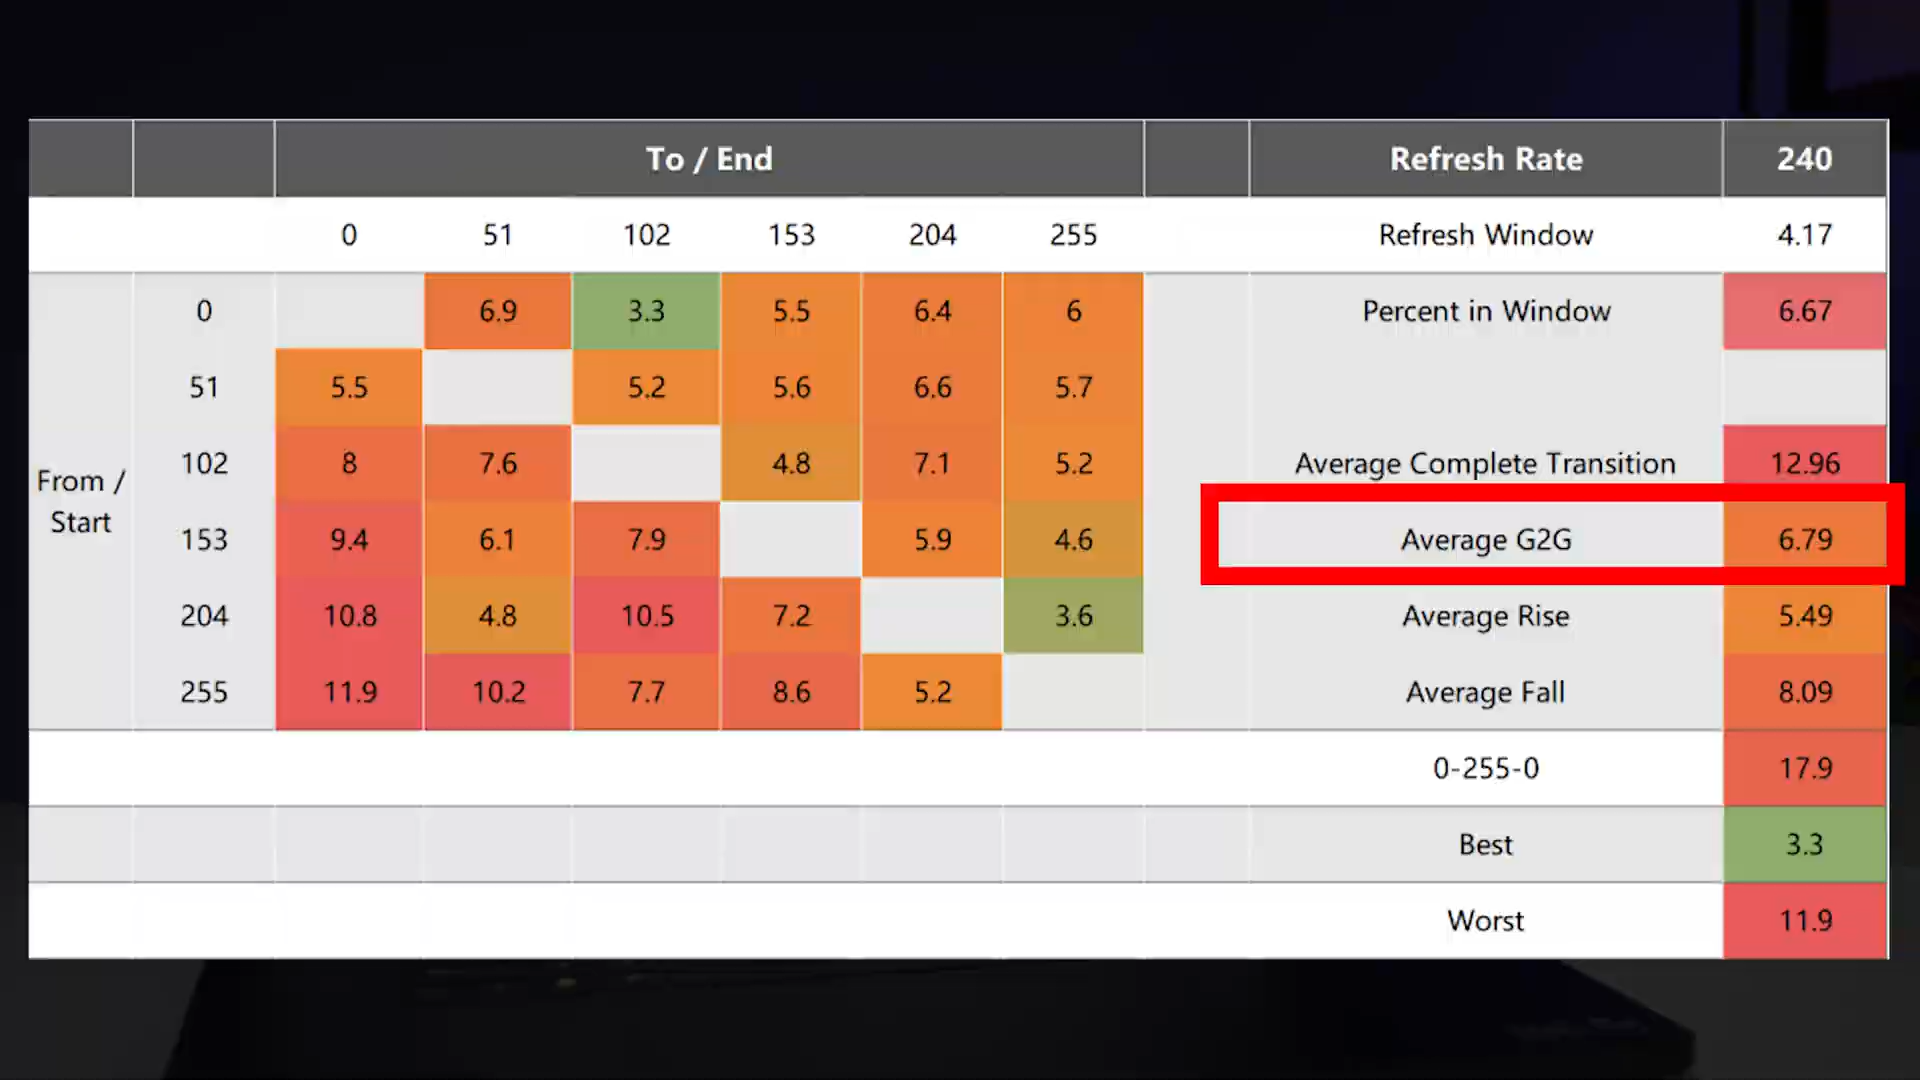 To / End Refresh Rate 240
0 51 102 153 204 255 Refresh Window 4.17
0 6.9 3.3 5.5 6.4 6 Percent in Window 6.67
51 5.5 5.2 5.6 6.6 5.7
102 8 7.6 4.8 7.1 5.2 Average Complete Transition 12.96
From /
Start
153 9.4 6.1 7.9 5.9 4.6 Average G2G 6.79
204 10.8 4.8 10.5 7.2 3.6 Average Rise 5.49
255 11.9 10.2 7.7 8.6 5.2 Average Fall 8.09
0-255-0 17.9
Best 3.3
Worst 11.9